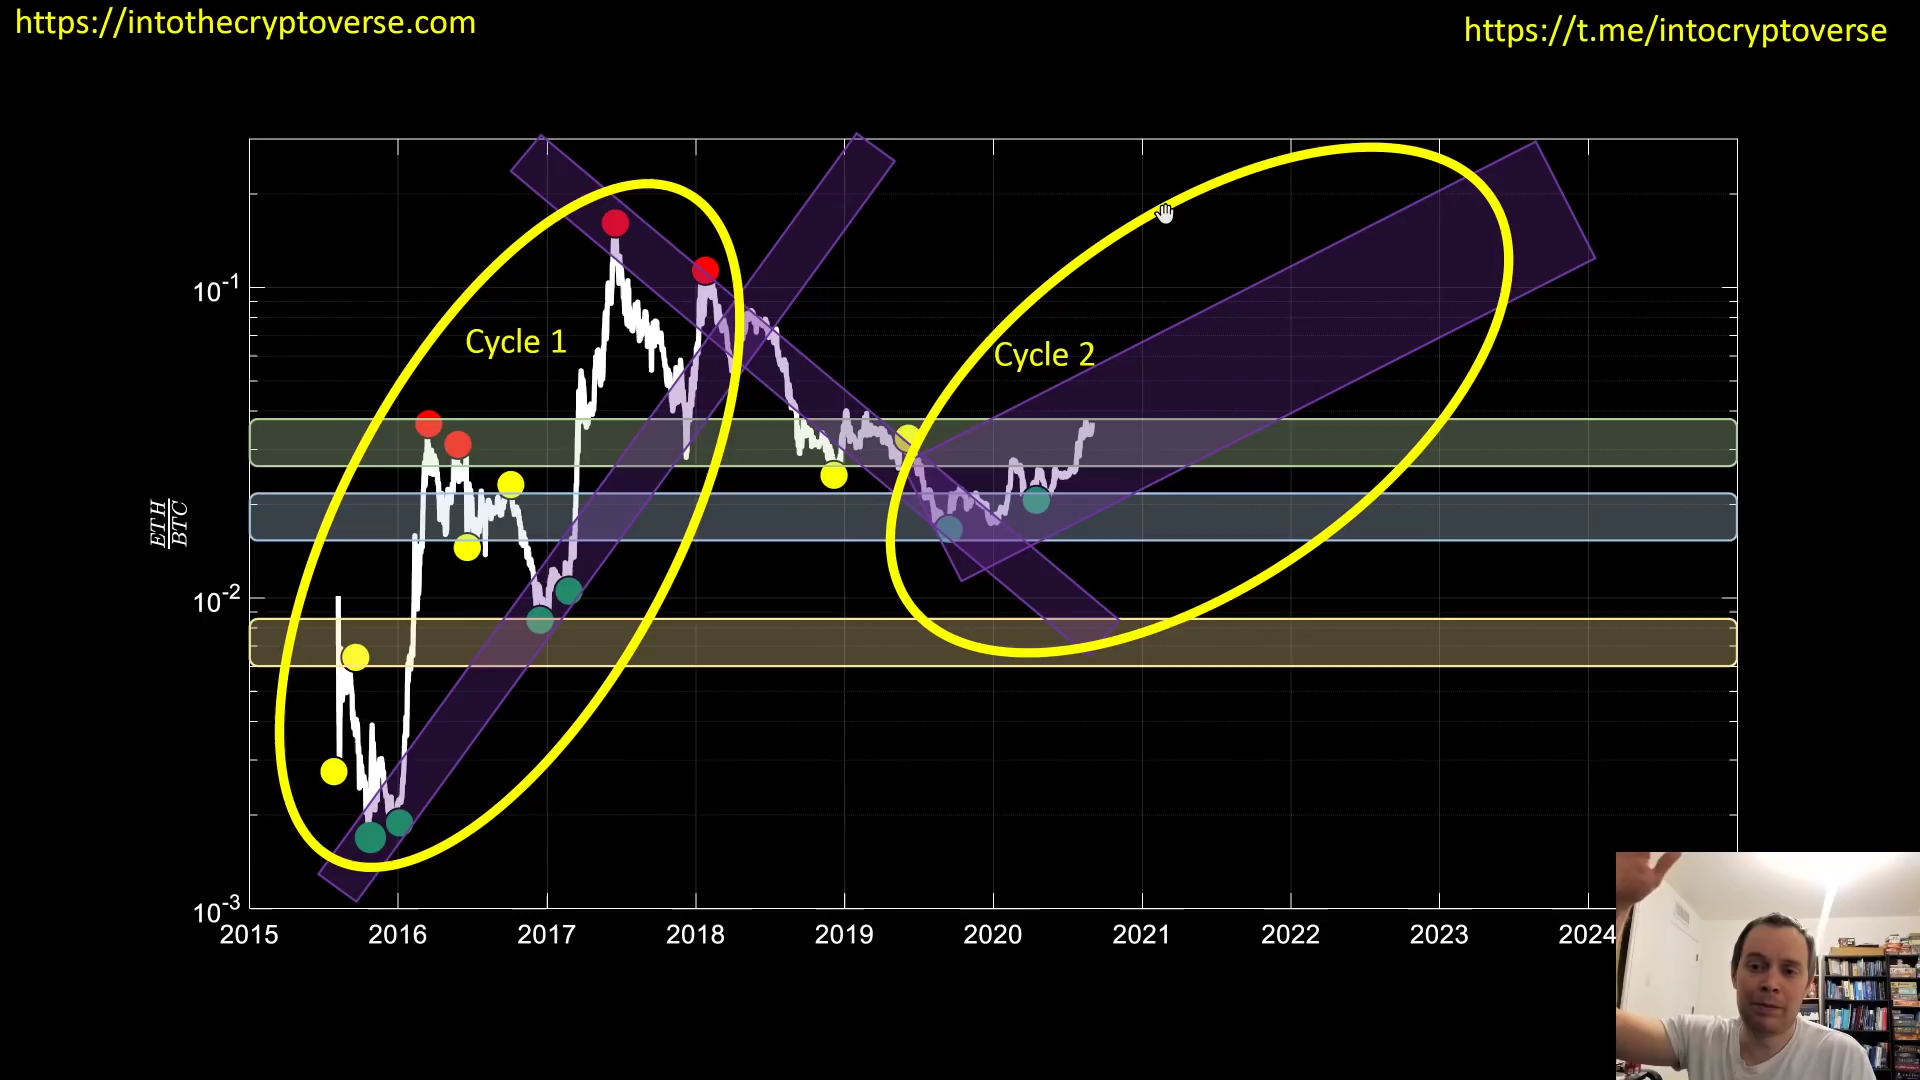 https://intothecryptoverse.com
https://t.me/intocryptoverse
Cycle 1
Cycle 2
10-1
10-2
10-3
ETH
BTC
2015 2016 2017 2018 2019 2020 2021 2022 2023 2024